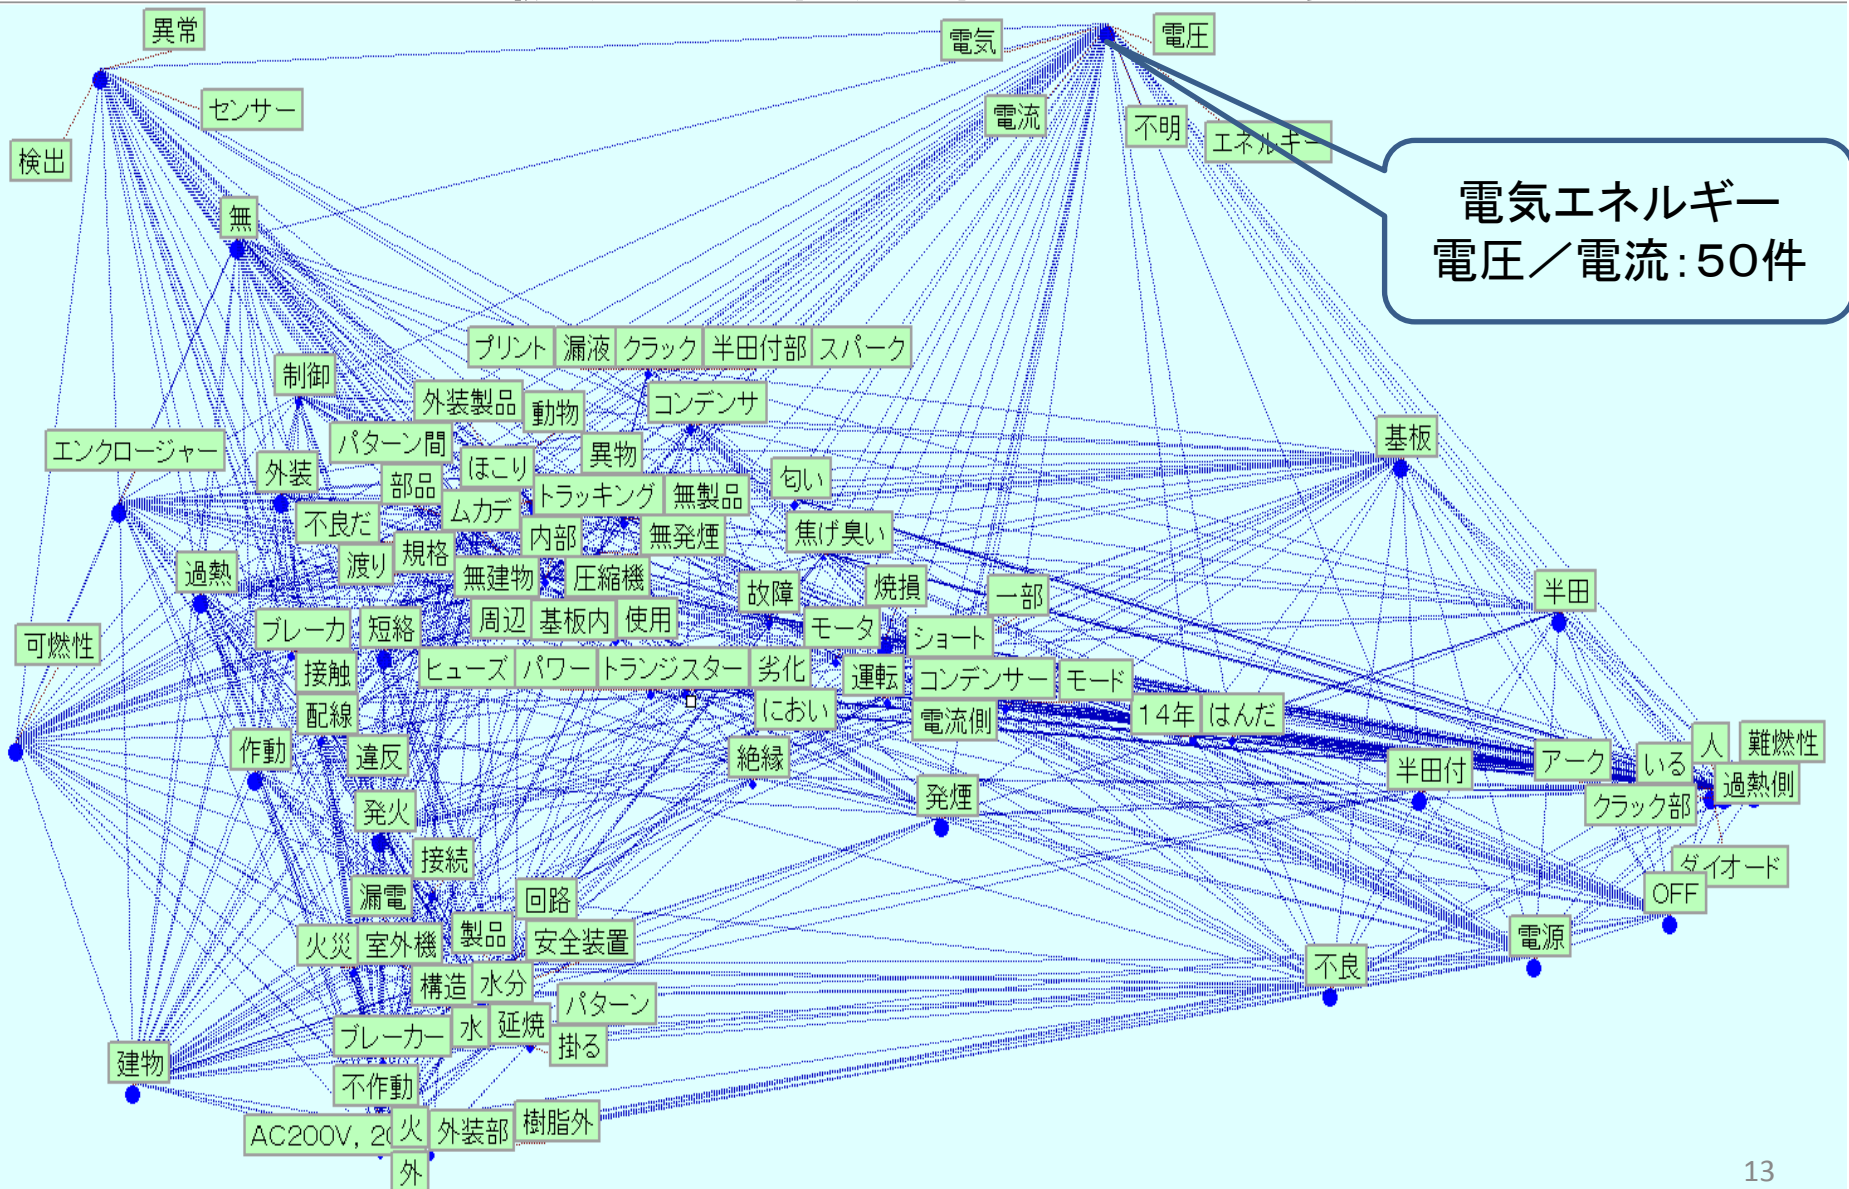 異常
電気
電圧
センサー
電流
不明
エネルギー
検出
電気エネルギー
電圧／電流：50件
無
プリント
漏液
クラック
半田付部
スパーク
制御
外装製品
動物
コンデンサ
エンクロージャー
パターン間
異物
基板
外装
ほこり
匂い
部品
トラッキング
無製品
不良だ
ムカデ
内部
無発煙
焦げ臭い
渡り
規格
過熱
無建物
圧縮機
故障
焼損
一部
半田
ブレーカ
短絡
周辺
基板内
使用
モータ
ショート
可燃性
接触
ヒューズ
パワー
トランジスター
劣化
運転
コンデンサー
モード
配線
におい
電流側
14年
はんだ
作動
違反
絶縁
半田付
アーク
いる
人
難燃性
過熱側
発煙
クラック部
発火
接続
ダイオード
漏電
回路
OFF
火災
室外機
製品
安全装置
電源
不良
構造
水分
パターン
ブレーカー
水
延焼
掛る
建物
不作動
AC200V, 20
火
外装部
樹脂外
外
13